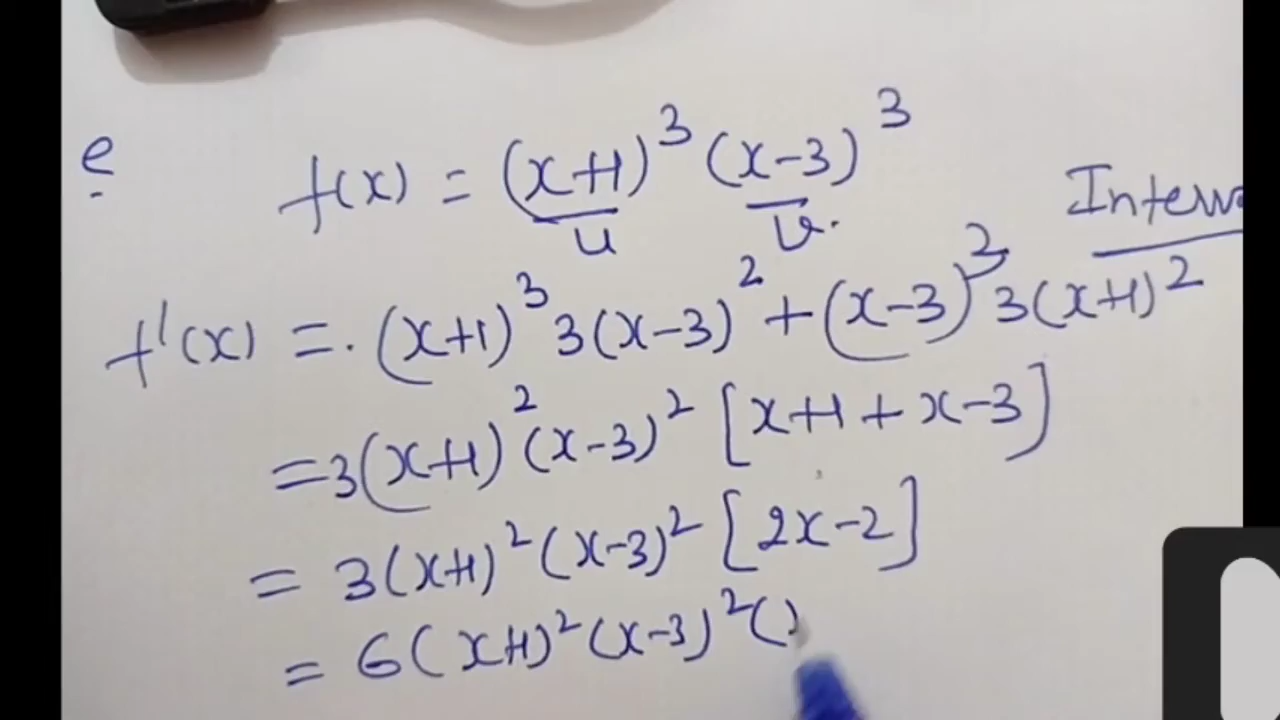 e
f(x) = (x+1)³ (x-3)³
u v.
f'(x) =. (x+1)³ 3(x-3)² + (x-3)³ 3(x+1)²
= 3(x+1)² (x-3)² [x+1 + x-3]
= 3(x+1)² (x-3)² [2x-2]
= 6(x+1)² (x-3)² (